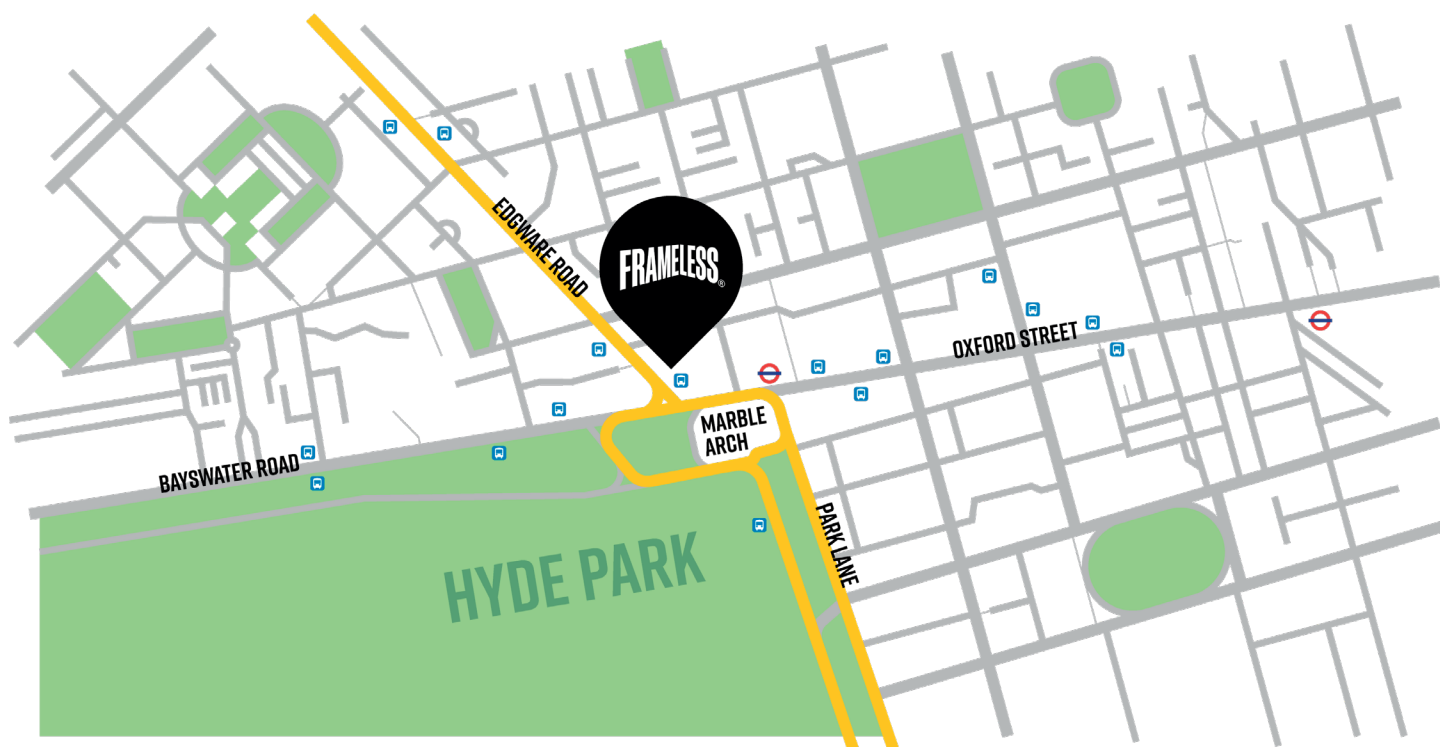 EDGWARE ROAD
FRAMELESS®
OXFORD STREET
MARBLE
ARCH
BAYSWATER ROAD
PARK LANE
HYDE PARK